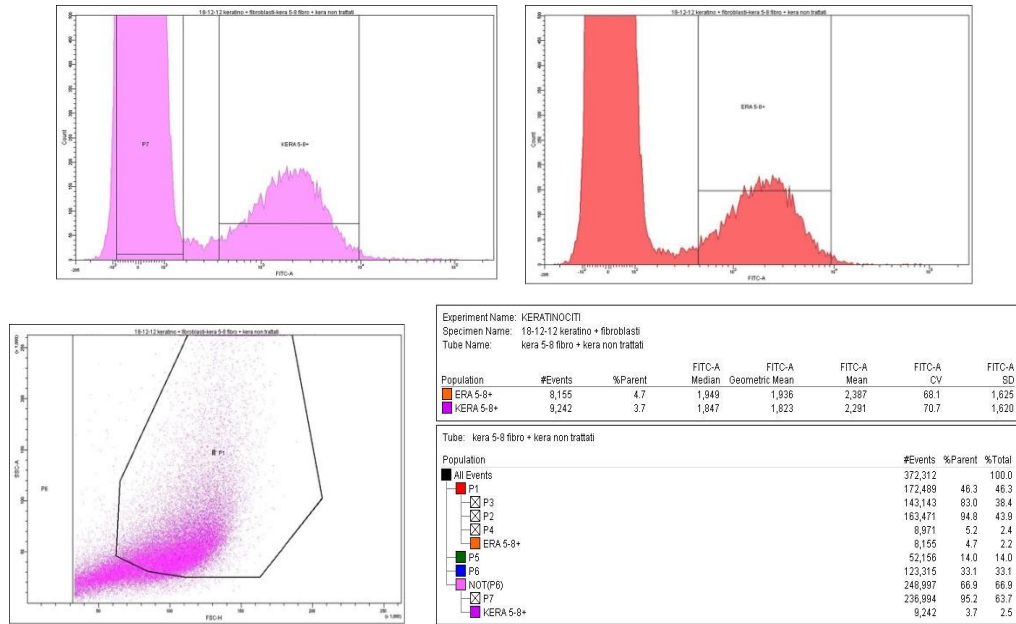 18-12-12 keratino + fibroblasti-kera 5-8 fibro + kera non trattati
Count
P7
KERA 5-8+
FITC-A
18-12-12 keratino + fibroblasti-kera 5-8 fibro + kera non trattati
Count
ERA 5-8+
FITC-A
18-12-12 keratino + fibroblasti-kera 5-8 fibro + kera non trattati
(x 1,000)
SSC-A
P6
P1
50 100 150 200 250
FSC-H
(x 1,000)
Experiment Name: KERATINOCITI
Specimen Name: 18-12-12 keratino + fibroblasti
Tube Name: kera 5-8 fibro + kera non trattati
FITC-A FITC-A FITC-A FITC-A FITC-A
Population #Events %Parent Median Geometric Mean Mean CV SD
ERA 5-8+ 8,155 4.7 1,949 1,936 2,387 68.1 1,625
KERA 5-8+ 9,242 3.7 1,847 1,823 2,291 70.7 1,620
Tube: kera 5-8 fibro + kera non trattati
Population #Events %Parent %Total
All Events 372,312 100.0
P1 172,489 46.3 46.3
P3 143,143 83.0 38.4
P2 163,471 94.8 43.9
P4 8,971 5.2 2.4
ERA 5-8+ 8,155 4.7 2.2
P5 52,156 14.0 14.0
P6 123,315 33.1 33.1
NOT(P6) 248,997 66.9 66.9
P7 236,994 95.2 63.7
KERA 5-8+ 9,242 3.7 2.5